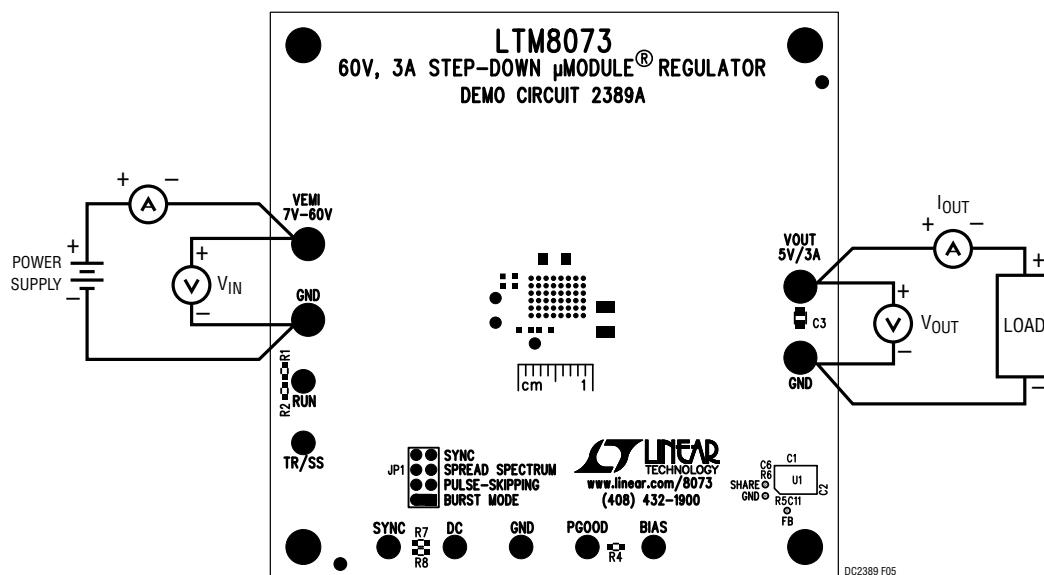 LTM8073
60V, 3A STEP-DOWN µMODULE® REGULATOR
DEMO CIRCUIT 2389A
+
–
A
VEMI
7V–60V
+
POWER
SUPPLY
–
+
V
VIN
–
GND
R1
R2
RUN
TR/SS
VOUT
5V/3A
C3
GND
IOUT
+
–
A
+
V
VOUT
–
+
LOAD
–
cm 1
JP1
SYNC
SPREAD SPECTRUM
PULSE-SKIPPING
BURST MODE
LINEAR
TECHNOLOGY
www.linear.com/8073
(408) 432-1900
C1
C6
R6
U1
SHARE
GND
C2
R5 C11
FB
SYNC
R7
R8
DC
GND
PGOOD
R4
BIAS
DC2389 F05